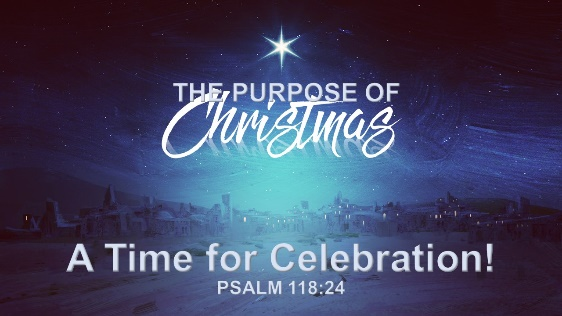 THE PURPOSE OF
Christmas
A Time for Celebration!
PSALM 118:24